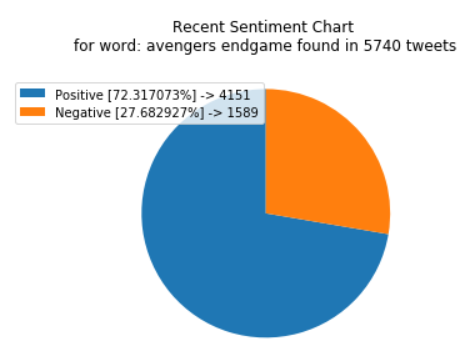 Recent Sentiment Chart
for word: avengers endgame found in 5740 tweets
Positive [72.317073%] -> 4151
Negative [27.682927%] -> 1589